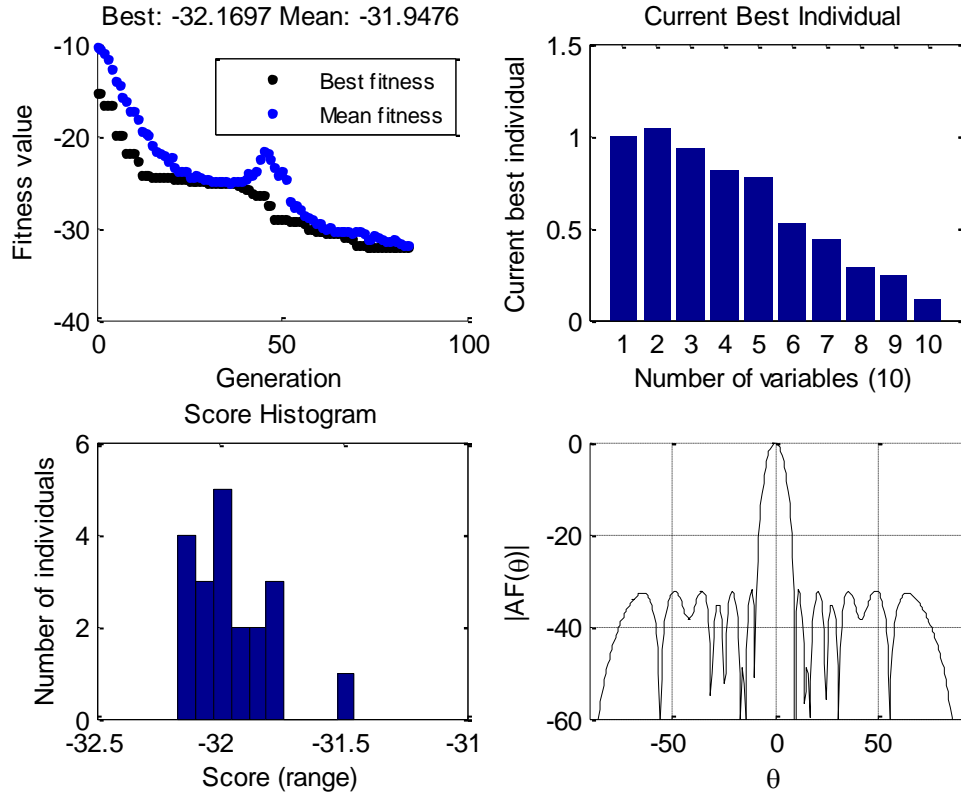 Best: -32.1697 Mean: -31.9476
-10
-20
-30
-40
0
50
100
Fitness value
Generation
Best fitness
Mean fitness
Current Best Individual
1.5
1
0.5
0
1 2 3 4 5 6 7 8 9 10
Current best individual
Number of variables (10)
Score Histogram
6
4
2
0
-32.5
-32
-31.5
-31
Number of individuals
Score (range)
0
-20
-40
-60
-50
0
50
|AF(θ)|
θ